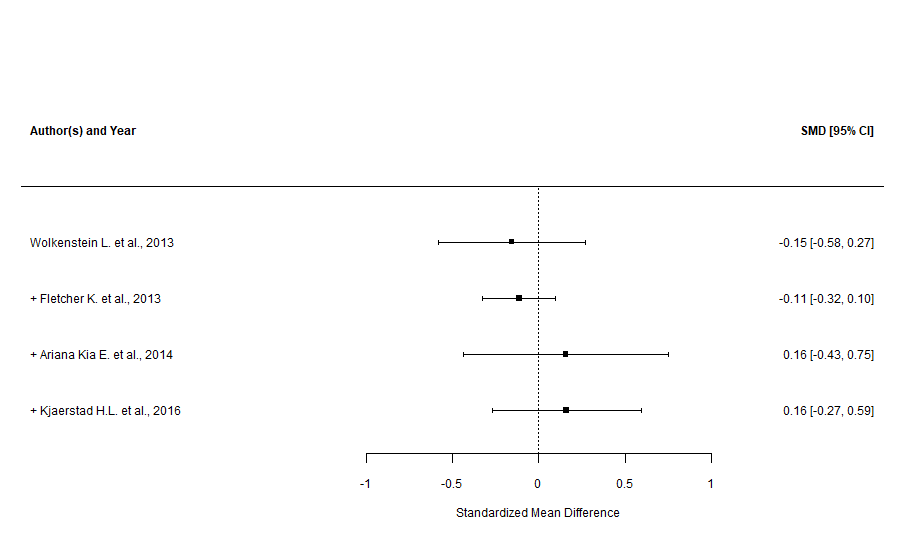 Author(s) and Year SMD [95% CI]
Wolkenstein L. et al., 2013 -0.15 [-0.58, 0.27]
+ Fletcher K. et al., 2013 -0.11 [-0.32, 0.10]
+ Ariana Kia E. et al., 2014 0.16 [-0.43, 0.75]
+ Kjaerstad H.L. et al., 2016 0.16 [-0.27, 0.59]
-1 -0.5 0 0.5 1
Standardized Mean Difference